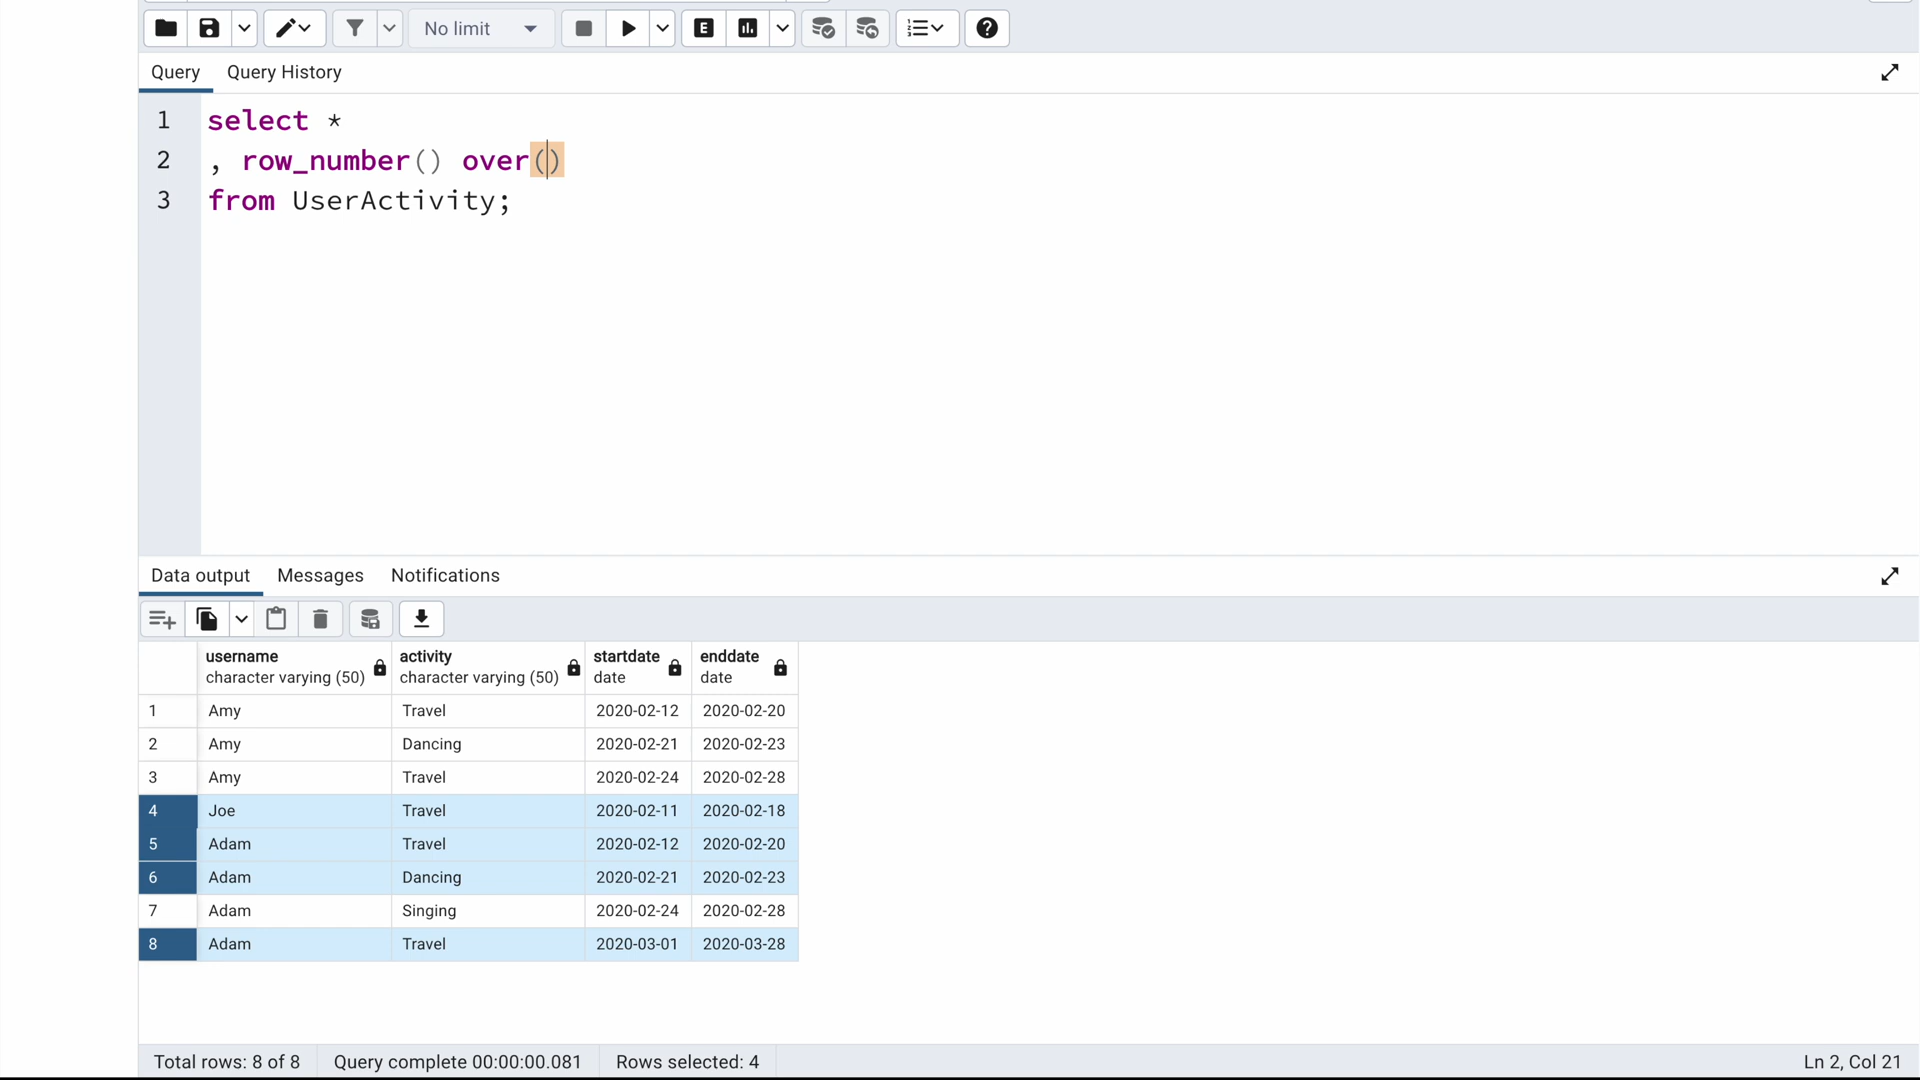 No limit
E
Query Query History
1 select *
2 , row_number() over()
3 from UserActivity;
Data output Messages Notifications
username activity startdate enddate
character varying (50) character varying (50) date date
1 Amy Travel 2020-02-12 2020-02-20
2 Amy Dancing 2020-02-21 2020-02-23
3 Amy Travel 2020-02-24 2020-02-28
4 Joe Travel 2020-02-11 2020-02-18
5 Adam Travel 2020-02-12 2020-02-20
6 Adam Dancing 2020-02-21 2020-02-23
7 Adam Singing 2020-02-24 2020-02-28
8 Adam Travel 2020-03-01 2020-03-28
Total rows: 8 of 8 Query complete 00:00:00.081 Rows selected: 4 Ln 2, Col 21